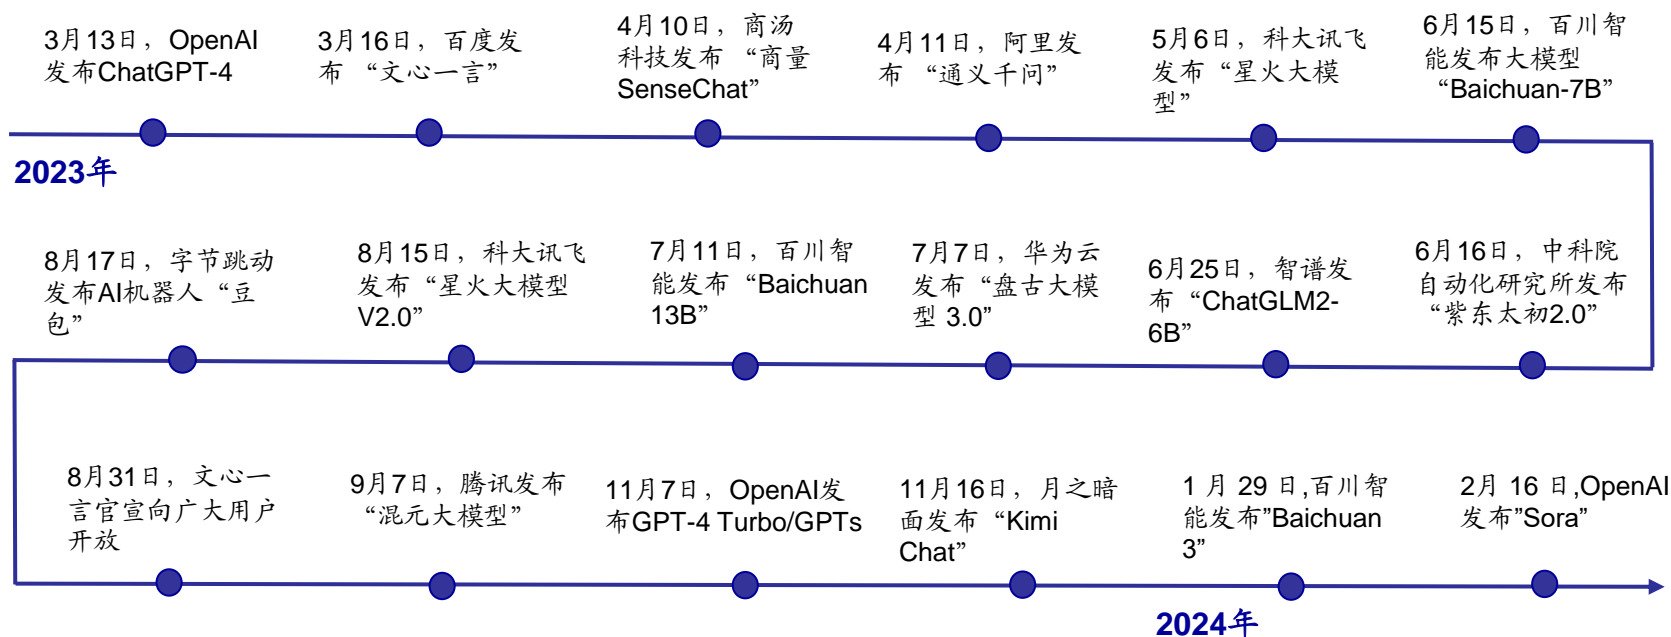 3月13日，OpenAI
发布ChatGPT-4
3月16日，百度发
布 “文心一言”
4月10日，商汤
科技发布 “商量
SenseChat”
4月11日，阿里发
布 “通义千问”
5月6日，科大讯飞
发布 “星火大模
型”
6月15日，百川智
能发布大模型
“Baichuan-7B”
2023年
8月17日，字节跳动
发布AI机器人 “豆
包”
8月15日，科大讯飞
发布 “星火大模型
V2.0”
7月11日，百川智
能发布 “Baichuan
13B”
7月7日，华为云
发布 “盘古大模
型 3.0”
6月25日，智谱发
布 “ChatGLM2-
6B”
6月16日，中科院
自动化研究所发布
“紫东太初2.0”
8月31日，文心一
言官宣向广大用户
开放
9月7日，腾讯发布
“混元大模型”
11月7日，OpenAI发
布GPT-4 Turbo/GPTs
11月16日，月之暗
面发布 “Kimi
Chat”
1 月 29 日,百川智
能发布”Baichuan
3”
2月 16 日,OpenAI
发布”Sora”
2024年